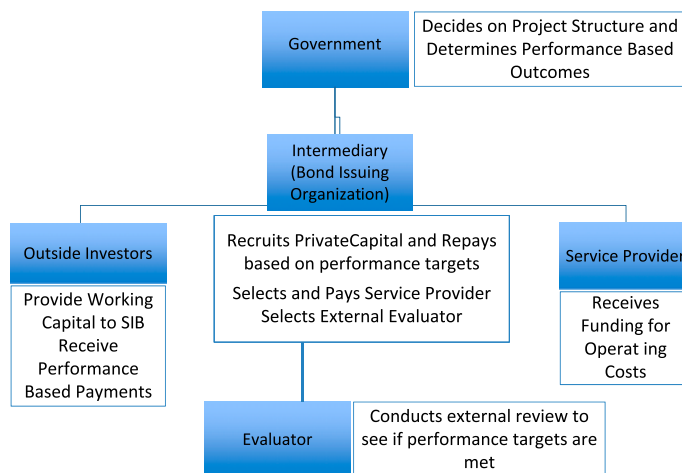 Government
Decides on Project Structure and
Determines Performance Based
Outcomes
Intermediary
(Bond Issuing
Organization)
Outside Investors
Provide Working
Capital to SIB
Receive
Performance
Based Payments
Recruits PrivateCapital and Repays
based on performance targets
Selects and Pays Service Provider
Selects External Evaluator
Service Provider
Receives
Funding for
Operat ing
Costs
Evaluator
Conducts external review to
see if performance targets are
met